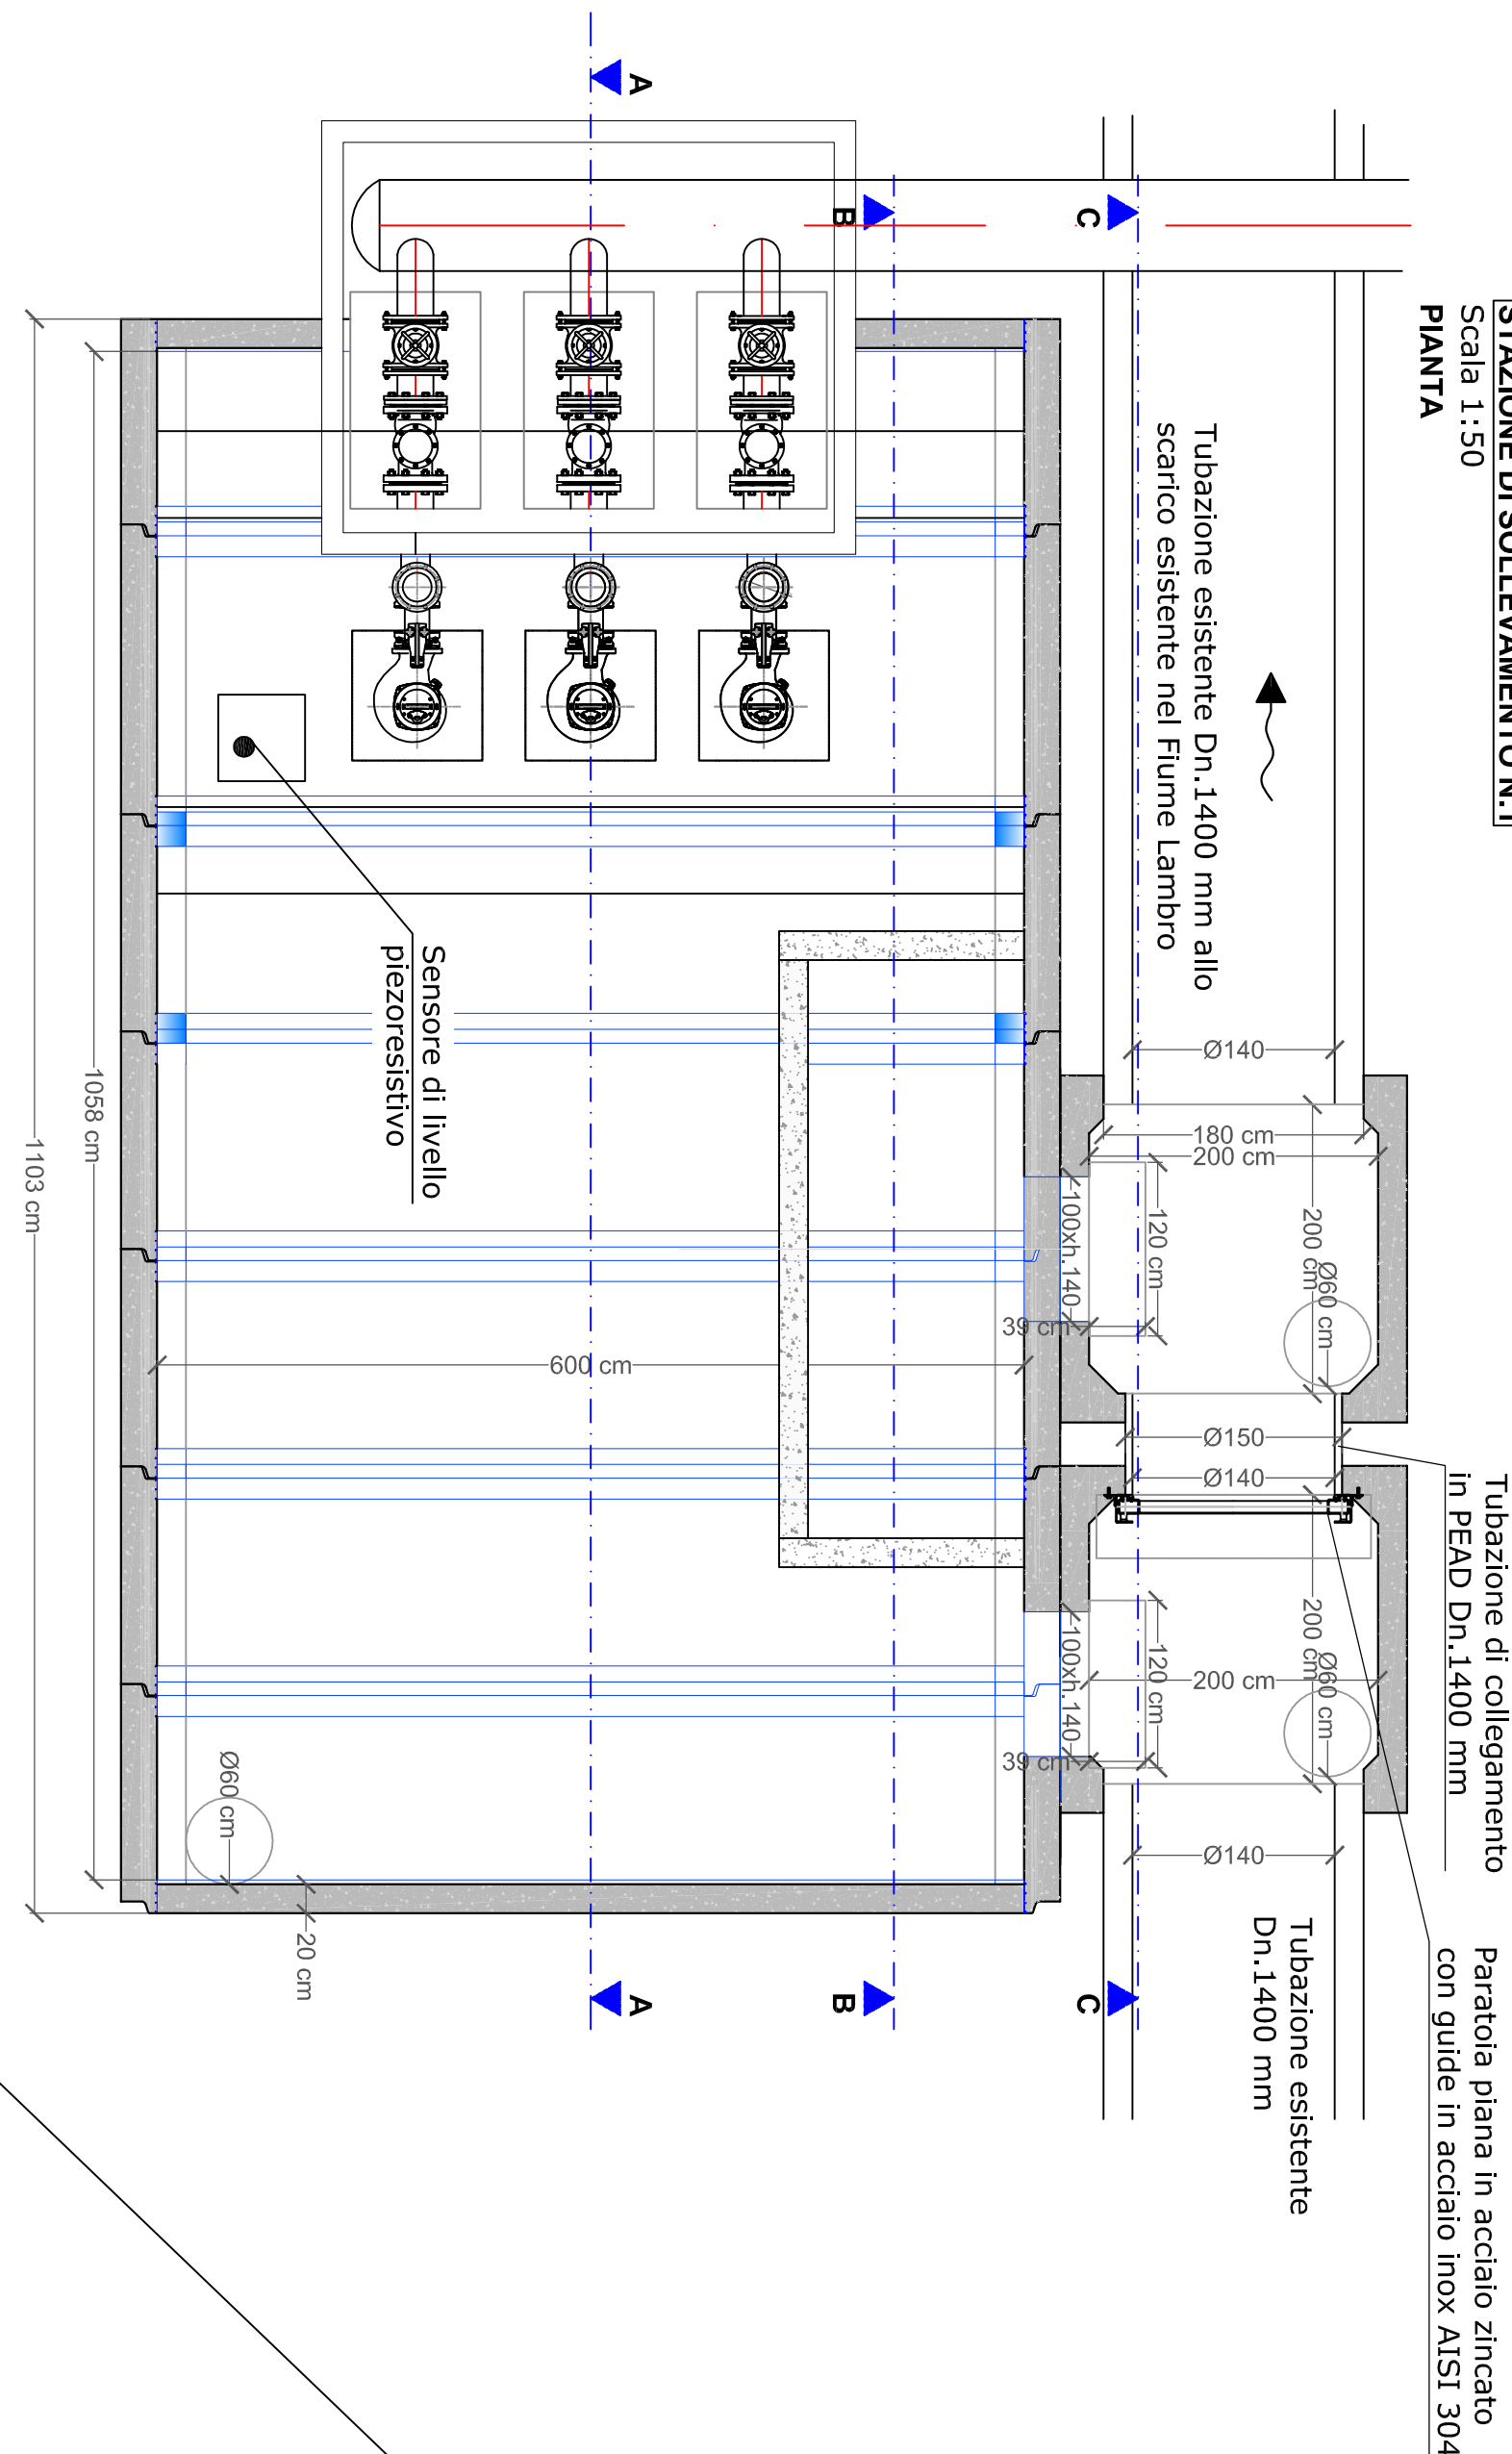 STAZIONE DI SOLLEVAMENTO N.1
Scala 1:50
PIANTA
A
B
C
Tubazione esistente Dn.1400 mm allo
scarico esistente nel Fiume Lambro
Sensore di livello
piezoresistivo
Ø140
180 cm
200 cm
200 cm
Ø60 cm
120 cm
100xh.140
39 cm
600 cm
Ø150
Ø140
Tubazione di collegamento
in PEAD Dn.1400 mm
200 cm
Ø60 cm
200 cm
120 cm
100xh.140
39 cm
Ø140
Paratoia piana in acciaio zincato
con guide in acciaio inox AISI 304
Tubazione esistente
Dn.1400 mm
Ø60 cm
20 cm
1058 cm
1103 cm
A
B
C